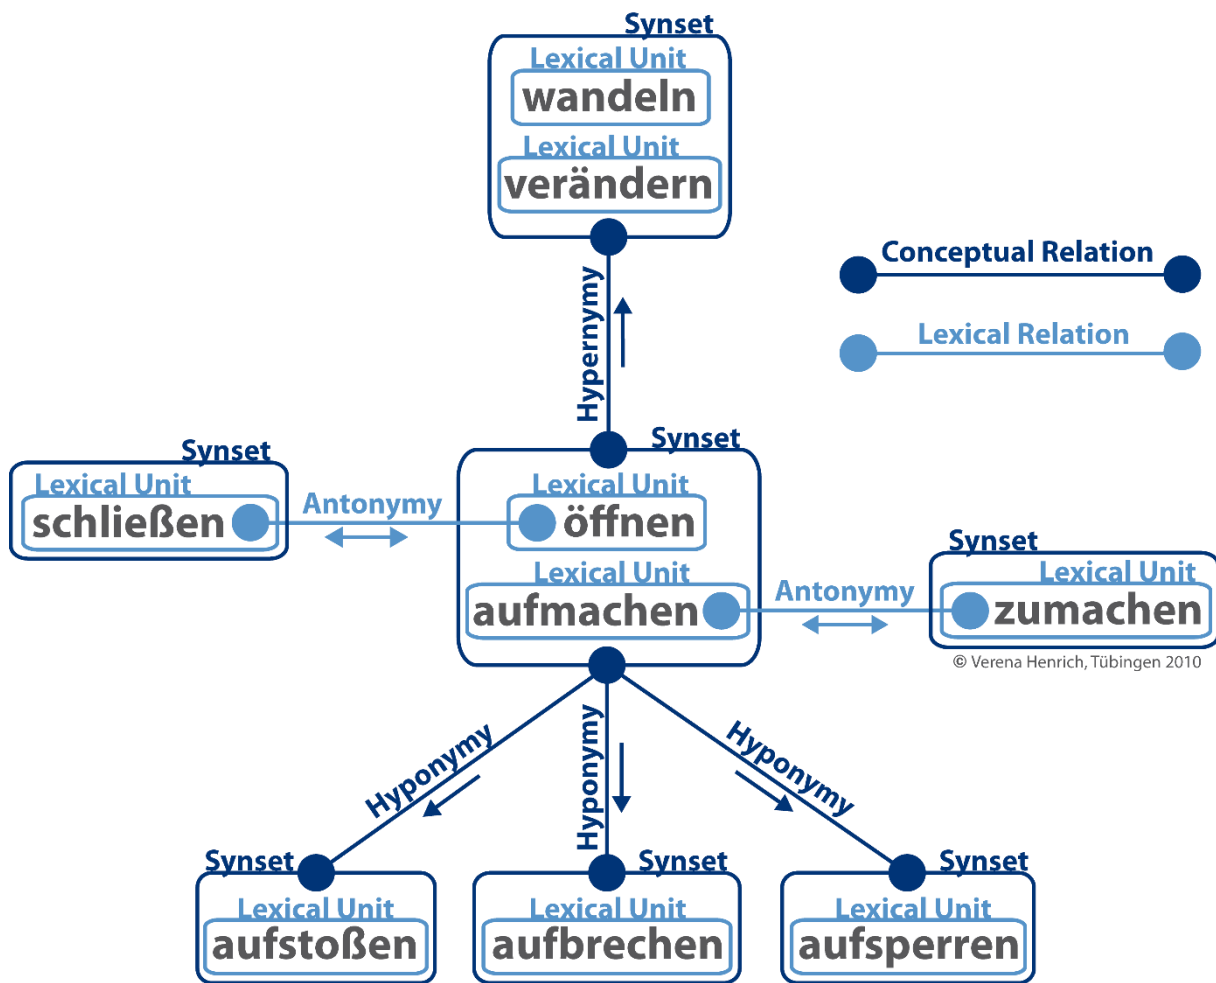 Synset
Lexical Unit
wandeln
Lexical Unit
verändern
Conceptual Relation
Lexical Relation
Hypernymy
Synset
Lexical Unit
schließen
Antonymy
Synset
Lexical Unit
öffnen
Lexical Unit
aufmachen
Antonymy
Synset
Lexical Unit
zumachen
© Verena Henrich, Tübingen 2010
Hyponymy
Hyponymy
Hyponymy
Synset
Lexical Unit
aufstoßen
Synset
Lexical Unit
aufbrechen
Synset
Lexical Unit
aufsperren